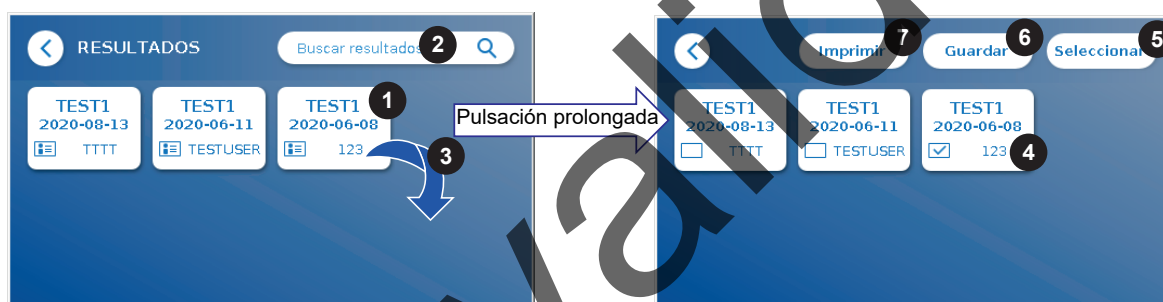 RESULTADOS
Buscar resultados
2
TEST1
2020-08-13
TTTT
TEST1
2020-06-11
TESTUSER
TEST1
2020-06-08
123
1
3
Pulsación prolongada
Imprimir
7
Guardar
6
Seleccionar
5
TEST1
2020-08-13
TTTT
TEST1
2020-06-11
TESTUSER
TEST1
2020-06-08
123
4